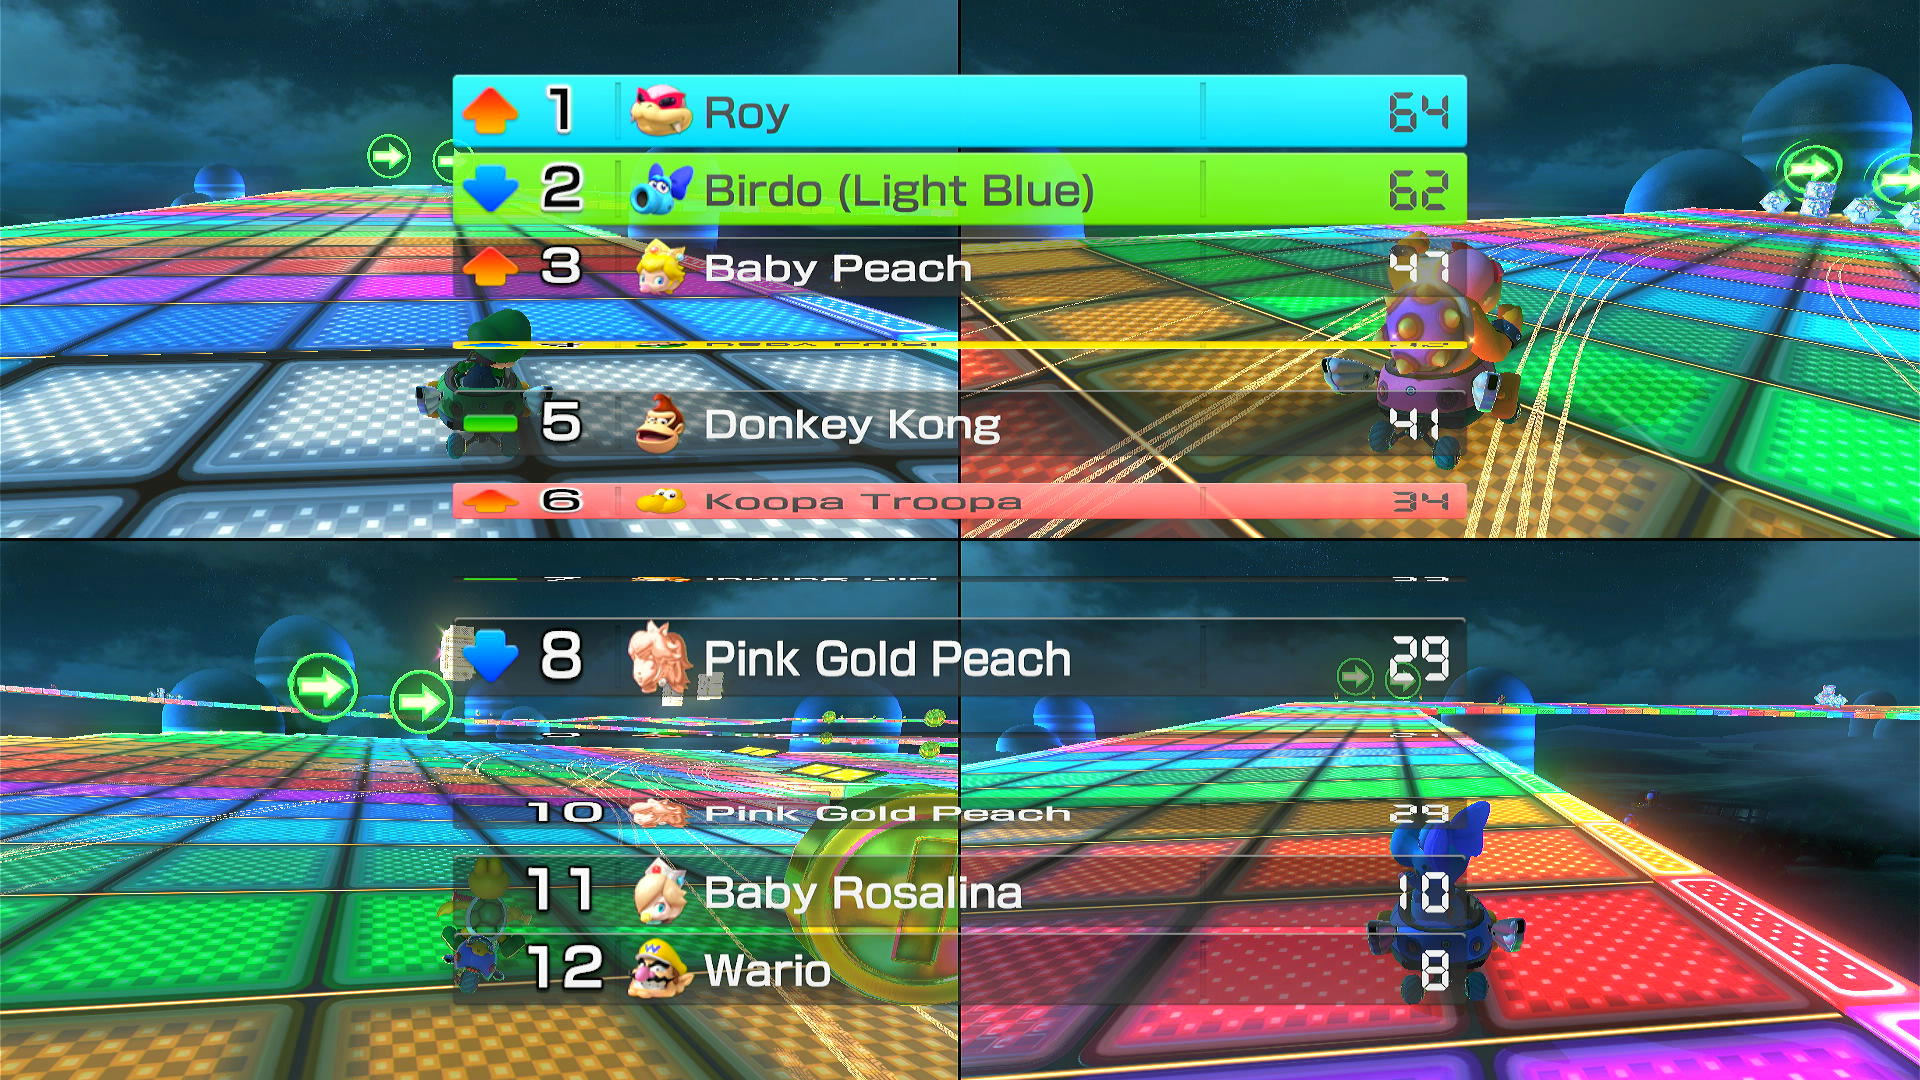 1 Roy 64
2 Birdo (Light Blue) 62
3 Baby Peach 47
5 Donkey Kong 41
6 Koopa Troopa 34
8 Pink Gold Peach 29
10 Pink Gold Peach 29
11 Baby Rosalina 10
12 Wario 8